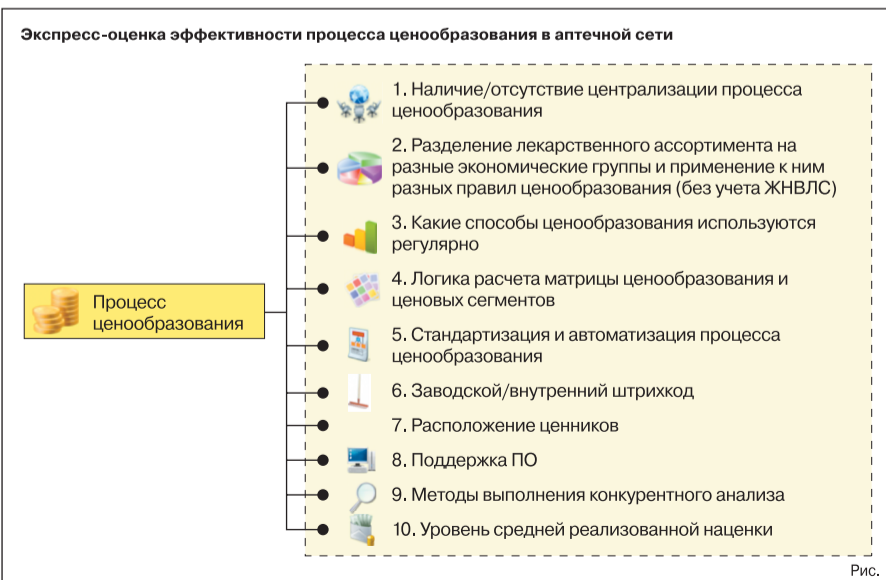 Экспресс-оценка эффективности процесса ценообразования в аптечной сети
Процесс
ценообразования
1. Наличие/отсутствие централизации процесса
ценообразования
2. Разделение лекарственного ассортимента на
разные экономические группы и применение к ним
разных правил ценообразования (без учета ЖНВЛС)
3. Какие способы ценообразования используются
регулярно
4. Логика расчета матрицы ценообразования и
ценовых сегментов
5. Стандартизация и автоматизация процесса
ценообразования
6. Заводской/внутренний штрихкод
7. Расположение ценников
8. Поддержка ПО
9. Методы выполнения конкурентного анализа
10. Уровень средней реализованной наценки
Рис.